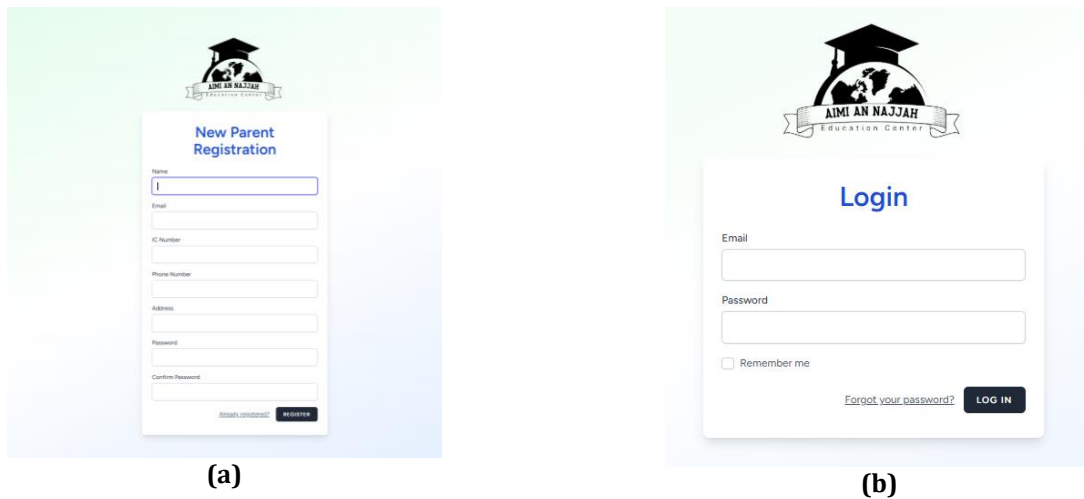 AIMI AN NAJJAH
Education Center
New Parent
Registration
Name
Email
IC Number
Phone Number
Address
Password
Confirm Password
Already registered? REGISTER
(a)
AIMI AN NAJJAH
Education Center
Login
Email
Password
Remember me
Forgot your password? LOG IN
(b)